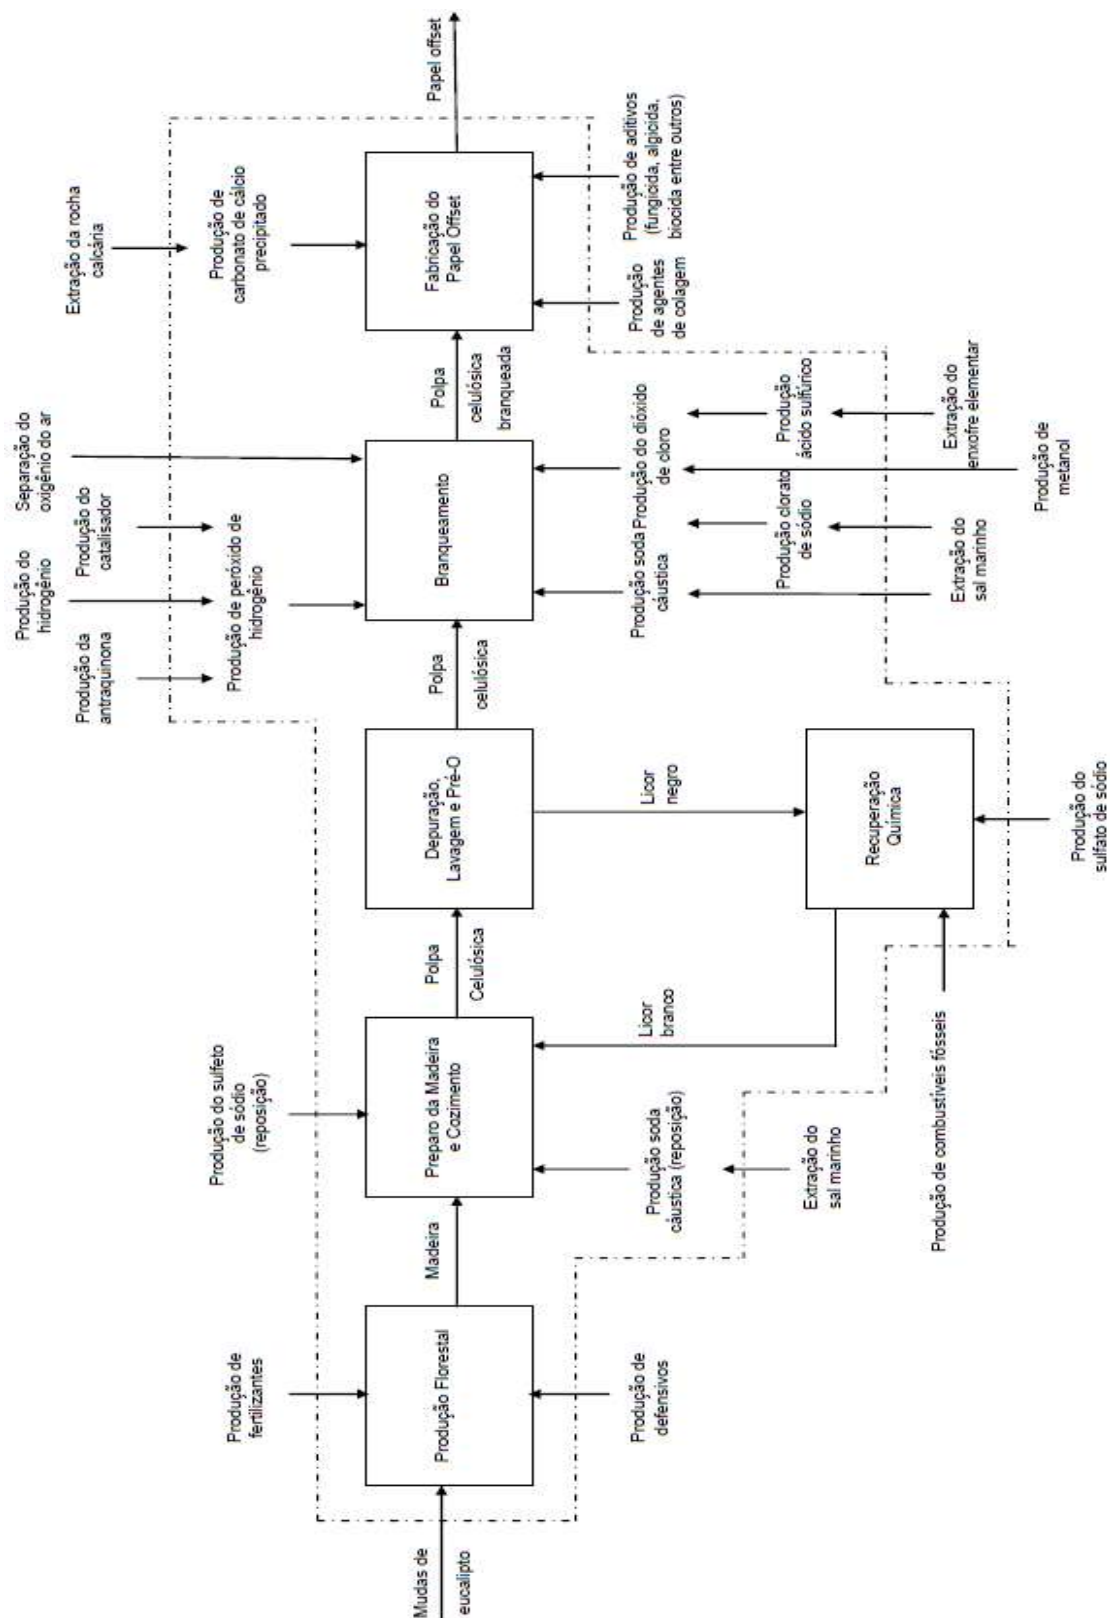 Mudas de
eucalipto
Produção de
fertilizantes
Produção Florestal
Produção de
defensivos
Madeira
Produção do sulfeto
de sódio
(reposição)
Preparo da Madeira
e Cozimento
Produção soda
cáustica (reposição)
Extração do
sal marinho
Licor
branco
Produção de combustíveis fósseis
Polpa
Celulósica
Depuração,
Lavagem e Pré-O
Licor
negro
Recuperação
Química
Produção do
sulfato de sódio
Polpa
celulósica
Produção da
antraquinona
Produção do
hidrogênio
Produção do
catalisador
Separação do
oxigênio do ar
Produção de peróxido de
hidrogênio
Branqueamento
Produção soda
cáustica
Produção do dióxido
de cloro
Produção clorato
de sódio
Produção
ácido sulfúrico
Extração do
sal marinho
Extração do
enxofre elementar
Produção de
metanol
Polpa
celulósica
branqueada
Extração da rocha
calcária
Produção de
carbonato de cálcio
precipitado
Fabricação do
Papel Offset
Produção
de agentes
de colagem
Produção de aditivos
(fungicida, algicida,
biocida entre outros)
Papel offset